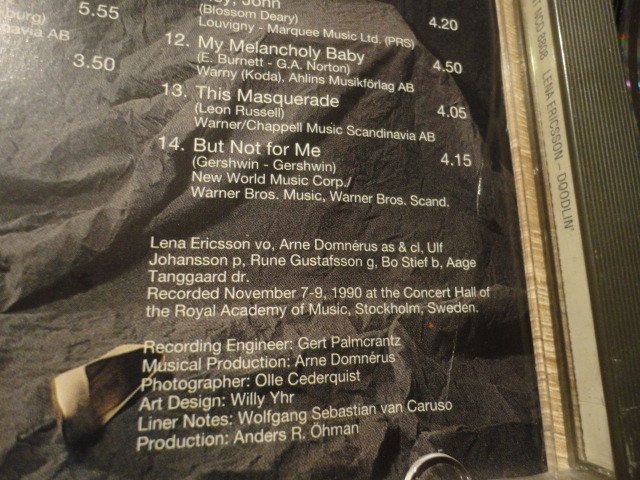 burg) 5.55
avia AB
3.50
John
(Blossom Deary)
Louvigny - Marquee Music Ltd. (PRS)
4.20
12. My Melancholy Baby
(E. Burnett - G.A. Norton)
Warny (Koda), Ahlins Musikförlag AB
4.50
13. This Masquerade
(Leon Russell)
Warner/Chappell Music Scandinavia AB
4.05
14. But Not for Me
(Gershwin - Gershwin)
New World Music Corp./
Warner Bros. Music, Warner Bros. Scand.
4.15
Lena Ericsson vo, Arne Domnérus as & cl, Ulf
Johansson p, Rune Gustafsson g, Bo Stief b, Aage
Tanggaard dr.
Recorded November 7-9, 1990 at the Concert Hall of
the Royal Academy of Music, Stockholm, Sweden.
Recording Engineer: Gert Palmcrantz
Musical Production: Arne Domnérus
Photographer: Olle Cederquist
Art Design: Willy Yhr
Liner Notes: Wolfgang Sebastian van Caruso
Production: Anders R. Öhman
LENA ERICSSON - DOODLIN'